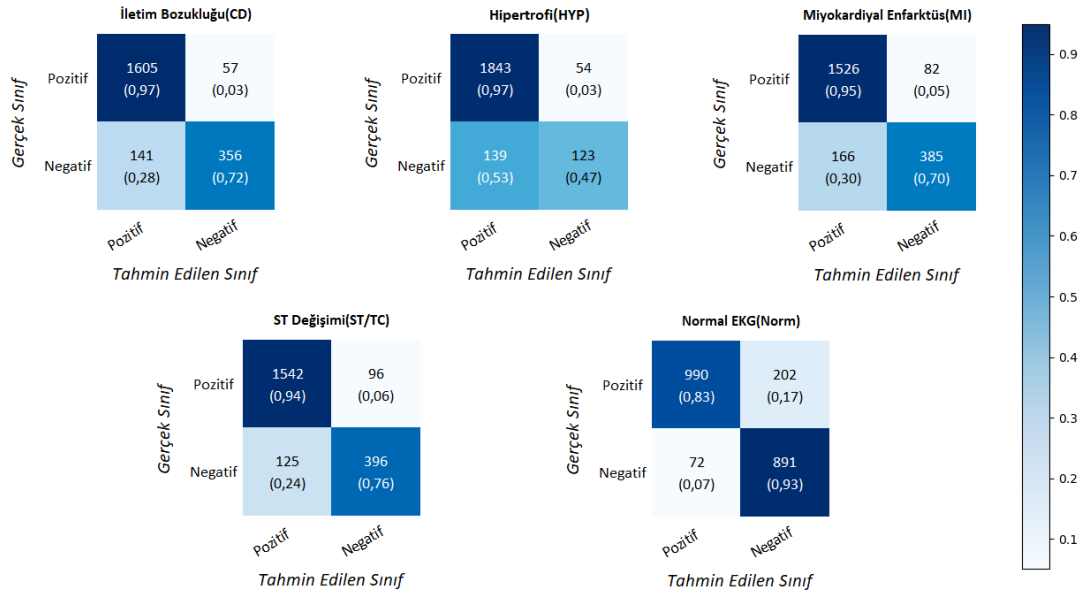 İletim Bozukluğu(CD)
Gerçek Sınıf
Pozitif
1605
(0,97)
57
(0,03)
Negatif
141
(0,28)
356
(0,72)
Pozitif
Negatif
Tahmin Edilen Sınıf
Hipertrofi(HYP)
Gerçek Sınıf
Pozitif
1843
(0,97)
54
(0,03)
Negatif
139
(0,53)
123
(0,47)
Pozitif
Negatif
Tahmin Edilen Sınıf
Miyokardiyal Enfarktüs(MI)
Gerçek Sınıf
Pozitif
1526
(0,95)
82
(0,05)
Negatif
166
(0,30)
385
(0,70)
Pozitif
Negatif
Tahmin Edilen Sınıf
ST Değişimi(ST/TC)
Gerçek Sınıf
Pozitif
1542
(0,94)
96
(0,06)
Negatif
125
(0,24)
396
(0,76)
Pozitif
Negatif
Tahmin Edilen Sınıf
Normal EKG(Norm)
Gerçek Sınıf
Pozitif
990
(0,83)
202
(0,17)
Negatif
72
(0,07)
891
(0,93)
Pozitif
Negatif
Tahmin Edilen Sınıf
0.9
0.8
0.7
0.6
0.5
0.4
0.3
0.2
0.1